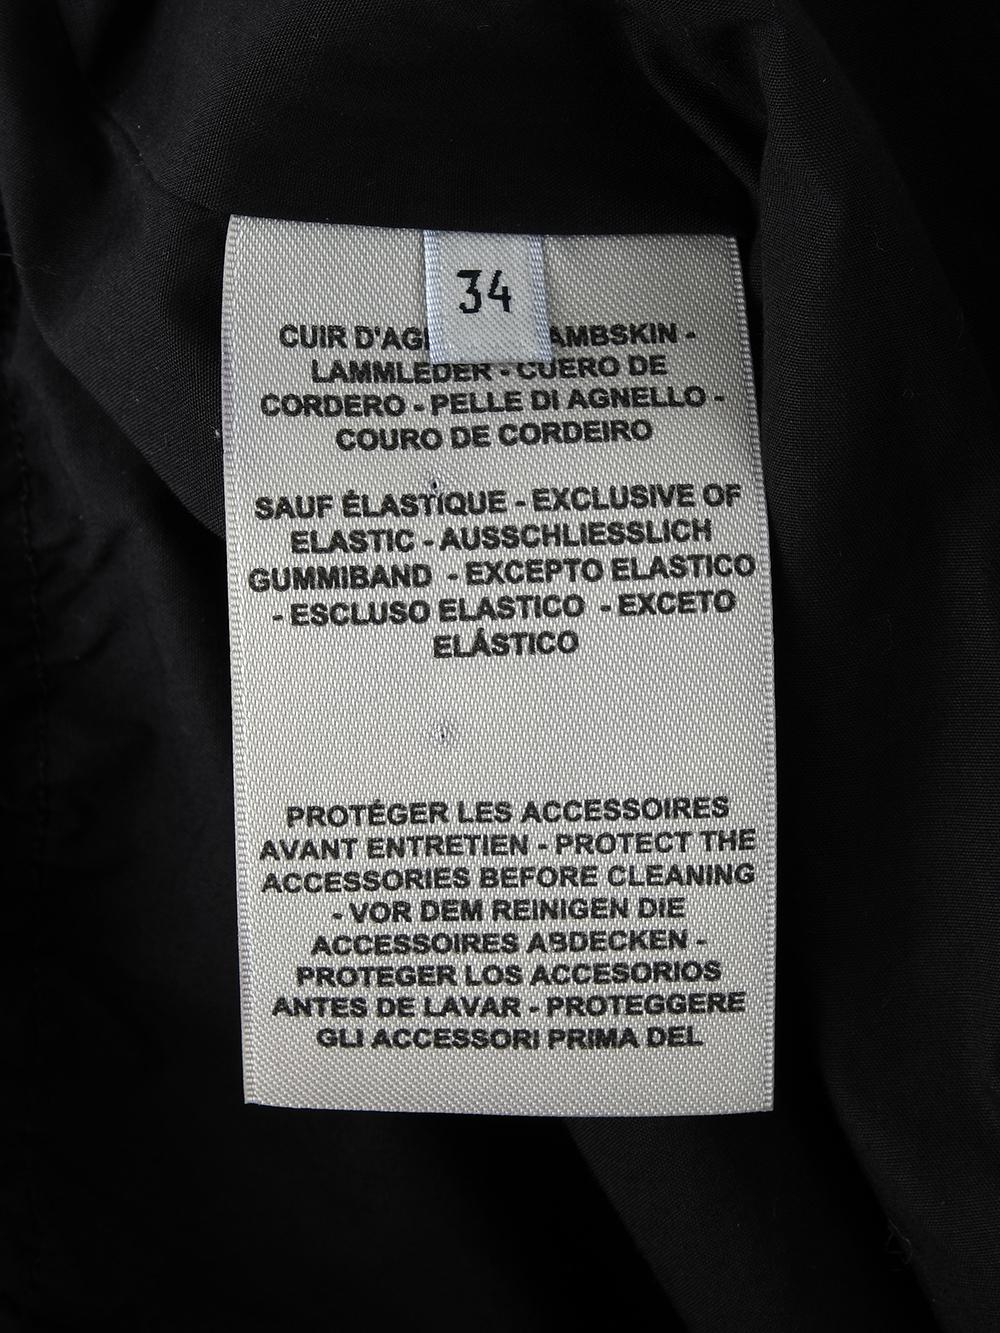 34
CUIR D'AG AMBSKIN -
LAMMLEDER - CUERO DE
CORDERO - PELLE DI AGNELLO -
COURO DE CORDEIRO
SAUF ÉLASTIQUE - EXCLUSIVE OF
ELASTIC - AUSSCHLIESSLICH
GUMMIBAND - EXCEPTO ELASTICO
- ESCLUSO ELASTICO - EXCETO
ELÁSTICO
PROTÉGER LES ACCESSOIRES
AVANT ENTRETIEN - PROTECT THE
ACCESSORIES BEFORE CLEANING
- VOR DEM REINIGEN DIE
ACCESSOIRES ABDECKEN -
PROTEGER LOS ACCESORIOS
ANTES DE LAVAR - PROTEGGERE
GLI ACCESSORI PRIMA DEL